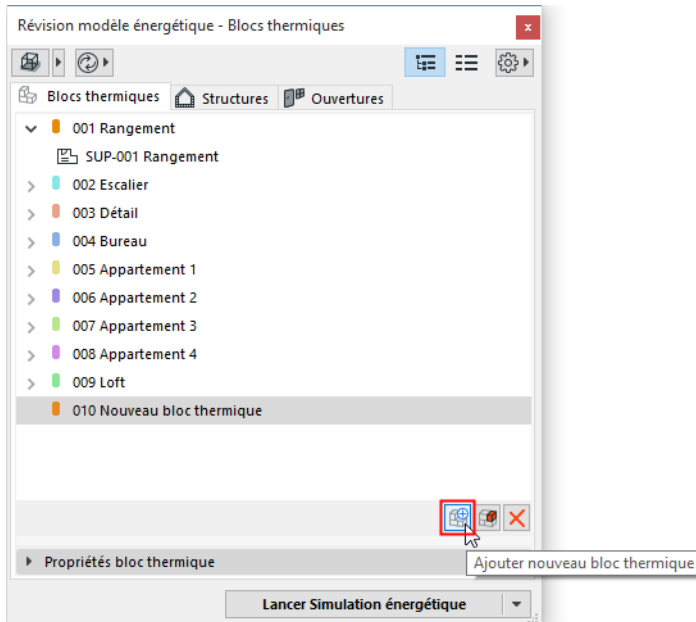 Révision modèle énergétique - Blocs thermiques
Blocs thermiques Structures Ouvertures
001 Rangement
SUP-001 Rangement
002 Escalier
003 Détail
004 Bureau
005 Appartement 1
006 Appartement 2
007 Appartement 3
008 Appartement 4
009 Loft
010 Nouveau bloc thermique
Propriétés bloc thermique
Ajouter nouveau bloc thermique
Lancer Simulation énergétique